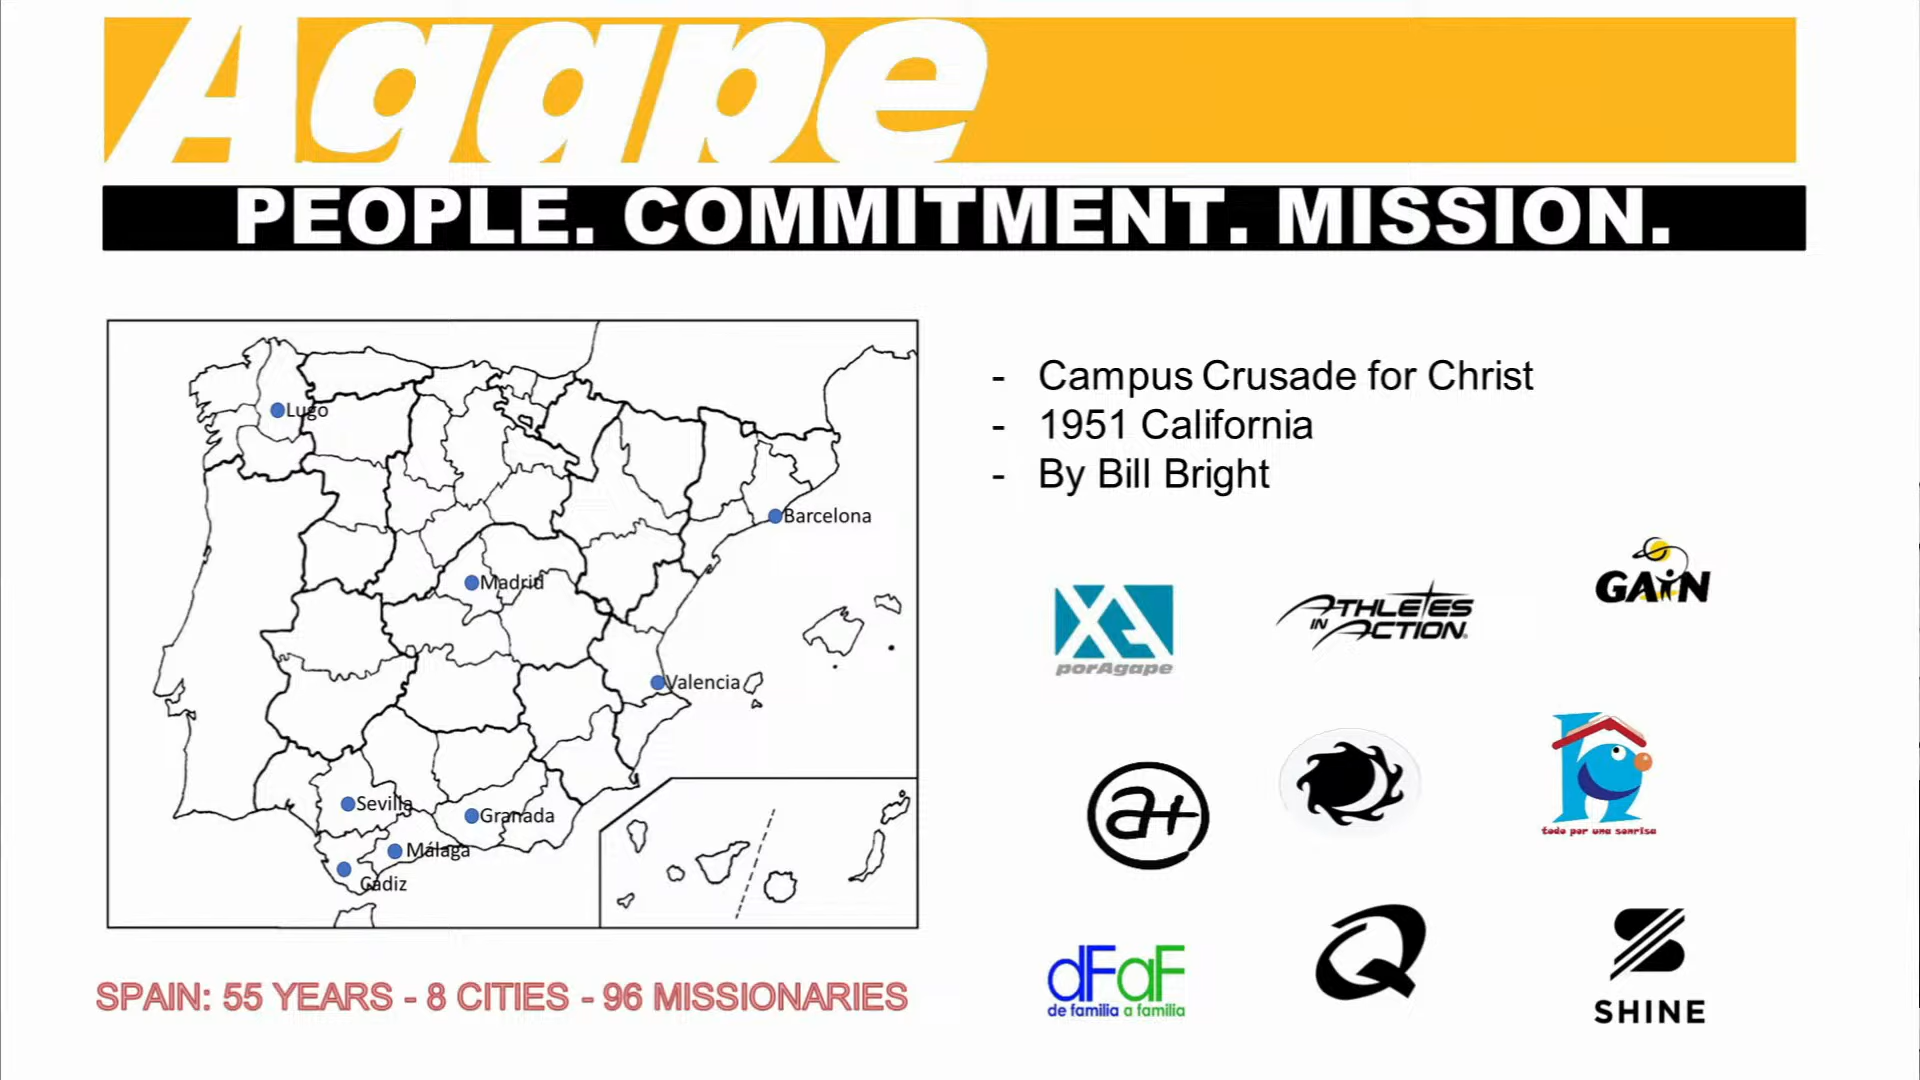 Agape
PEOPLE. COMMITMENT. MISSION.
Lugo
Barcelona
Madrid
Valencia
Sevilla
Granada
Málaga
Cadiz
SPAIN: 55 YEARS - 8 CITIES - 96 MISSIONARIES
- Campus Crusade for Christ
- 1951 California
- By Bill Bright
XA
porAgape
ATHLETES
IN ACTION
GAiN
a+
todo por una sonrisa
dFaF
de familia a familia
Q
S
SHINE